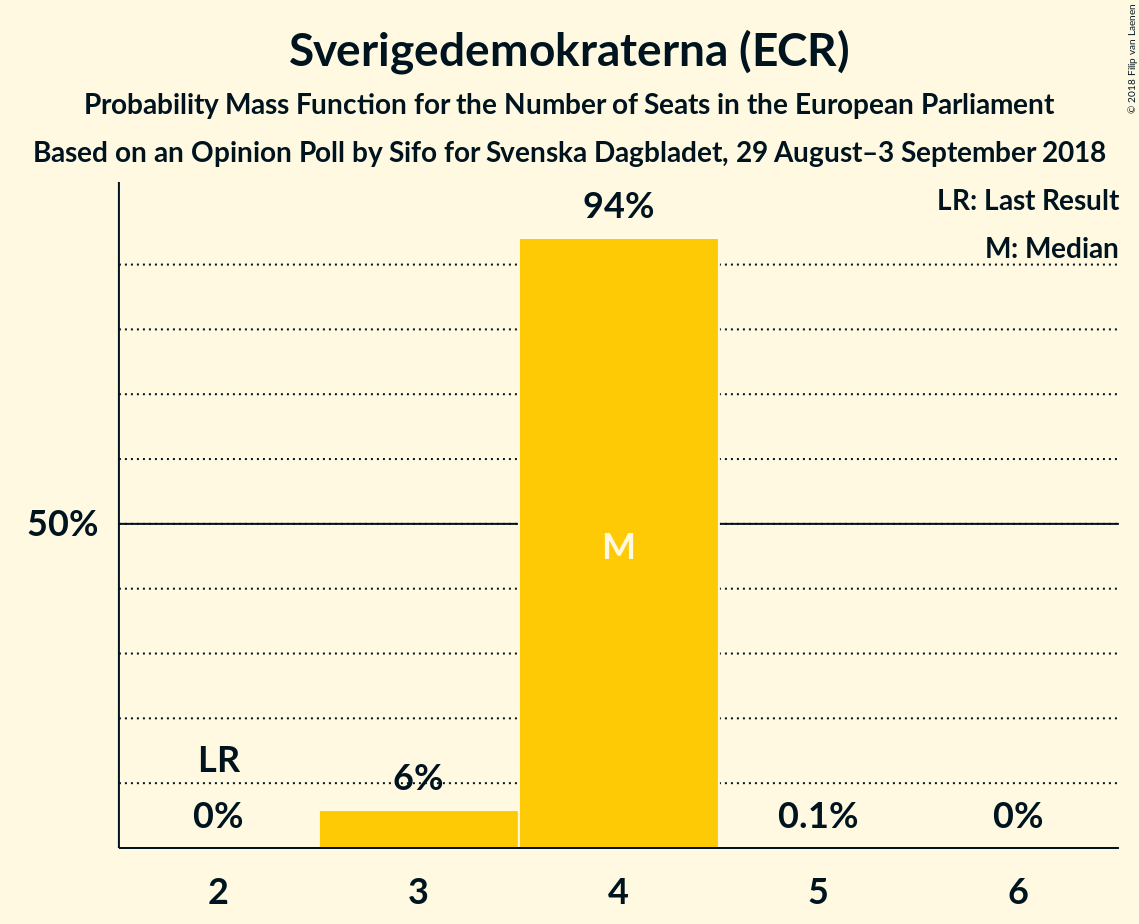 Sverigedemokraterna (ECR)
Probability Mass Function for the Number of Seats in the European Parliament
Based on an Opinion Poll by Sifo for Svenska Dagbladet, 29 August–3 September 2018
© 2018 Filip van Laenen
LR: Last Result
M: Median
94%
50%
M
LR
0%
6%
0.1%
0%
2 3 4 5 6